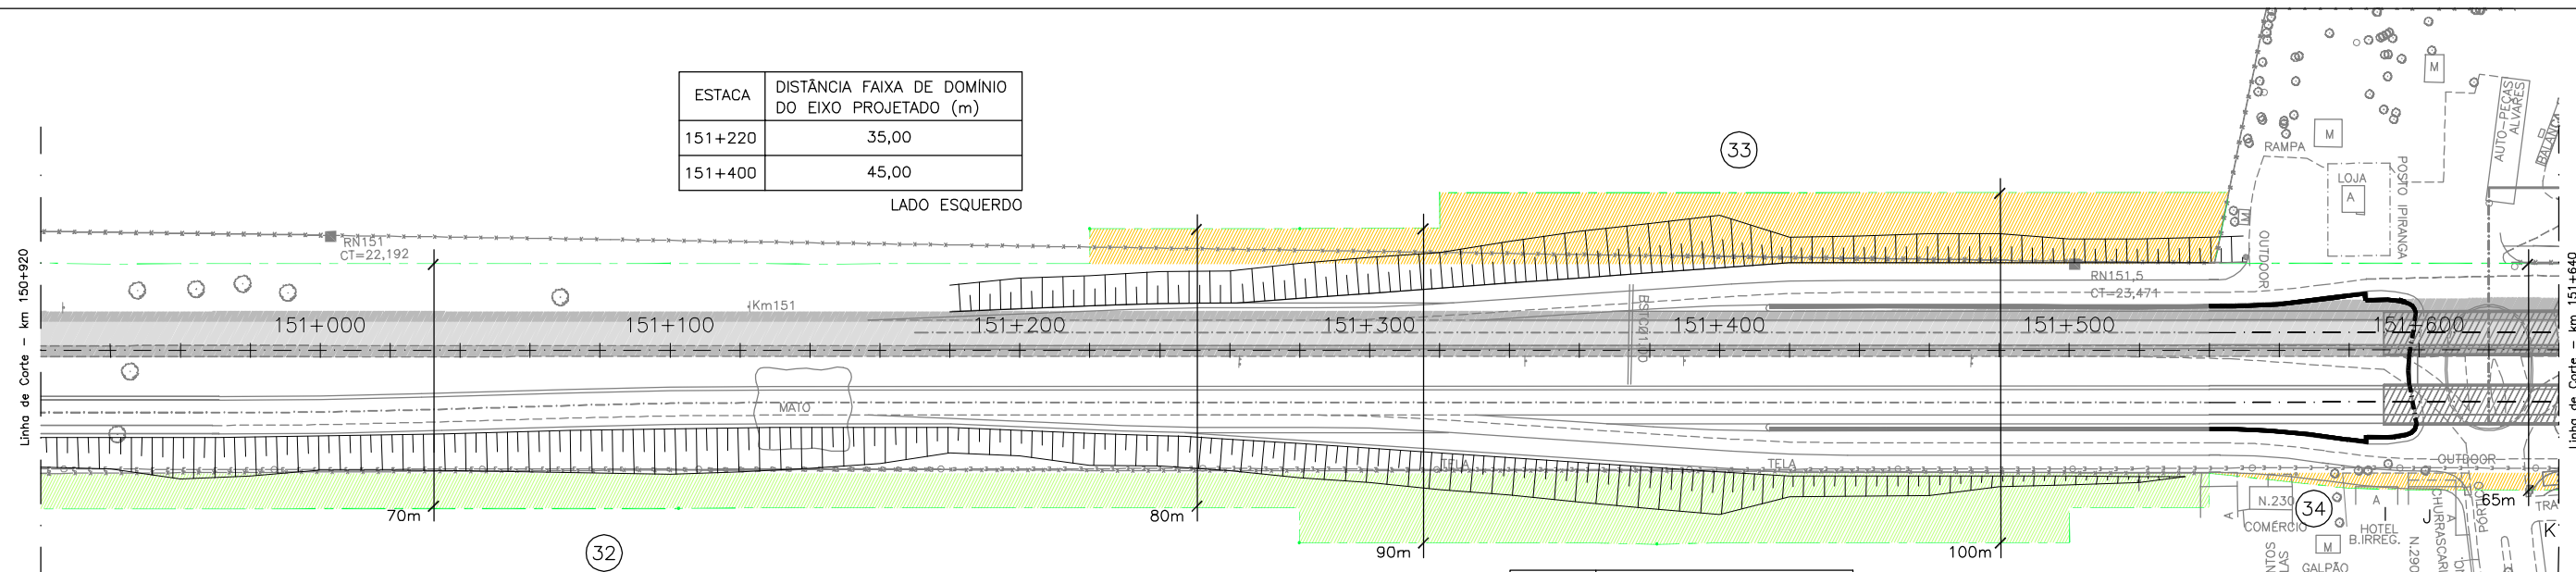 ESTACA
DISTÂNCIA FAIXA DE DOMÍNIO
DO EIXO PROJETADO (m)
151+220
35,00
151+400
45,00
LADO ESQUERDO
33
RAMPA
M
M
LOJA
A
M
POSTO IPIRANGA
AUTO-PEÇAS
ALVARES
OUTDOOR
RN151
CT=22,192
RN151,5
CT=23,471
Km151
Linha de Corte - km 150+920
Linha de Corte - km 151+640
151+000
151+100
151+200
151+300
151+400
151+500
151+600
MATO
TELA
TELA
OUTDOOR
70m
80m
90m
100m
65m
32
34
N.230
COMÉRCIO
A
A
A
HOTEL
B.IRREG.
I
J
K
M
GALPÃO
N.290